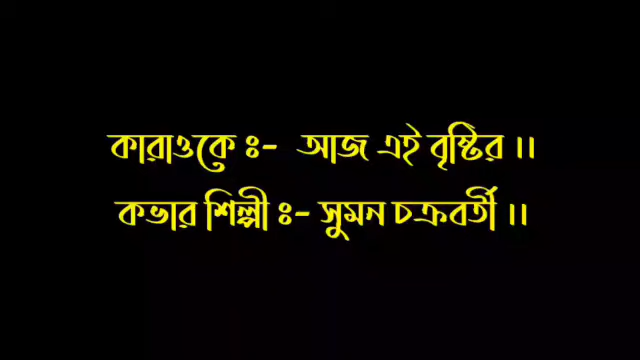 কারাওকে ঃ- আজ এই বৃষ্টির ।।
কভার শিল্পী ঃ- সুমন চক্রবর্তী ।।